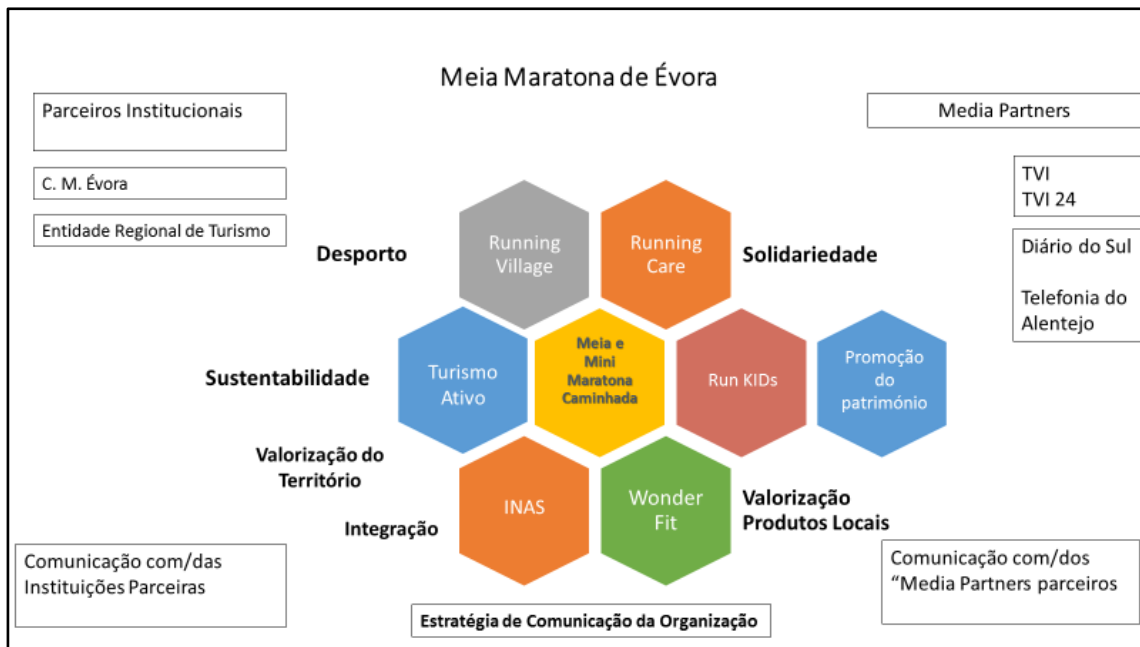 Meia Maratona de Évora
Parceiros Institucionais
Media Partners
C. M. Évora
TVI
TVI 24
Entidade Regional de Turismo
Desporto
Running
Village
Running
Care
Solidariedade
Diário do Sul
Telefonia do
Alentejo
Sustentabilidade
Turismo
Ativo
Meia e
Mini
Maratona
Caminhada
Run KIDs
Promoção
do
património
Valorização do
Território
Integração
INAS
Wonder
Fit
Valorização
Produtos Locais
Comunicação com/das
Instituições Parceiras
Comunicação com/dos
“Media Partners parceiros
Estratégia de Comunicação da Organização